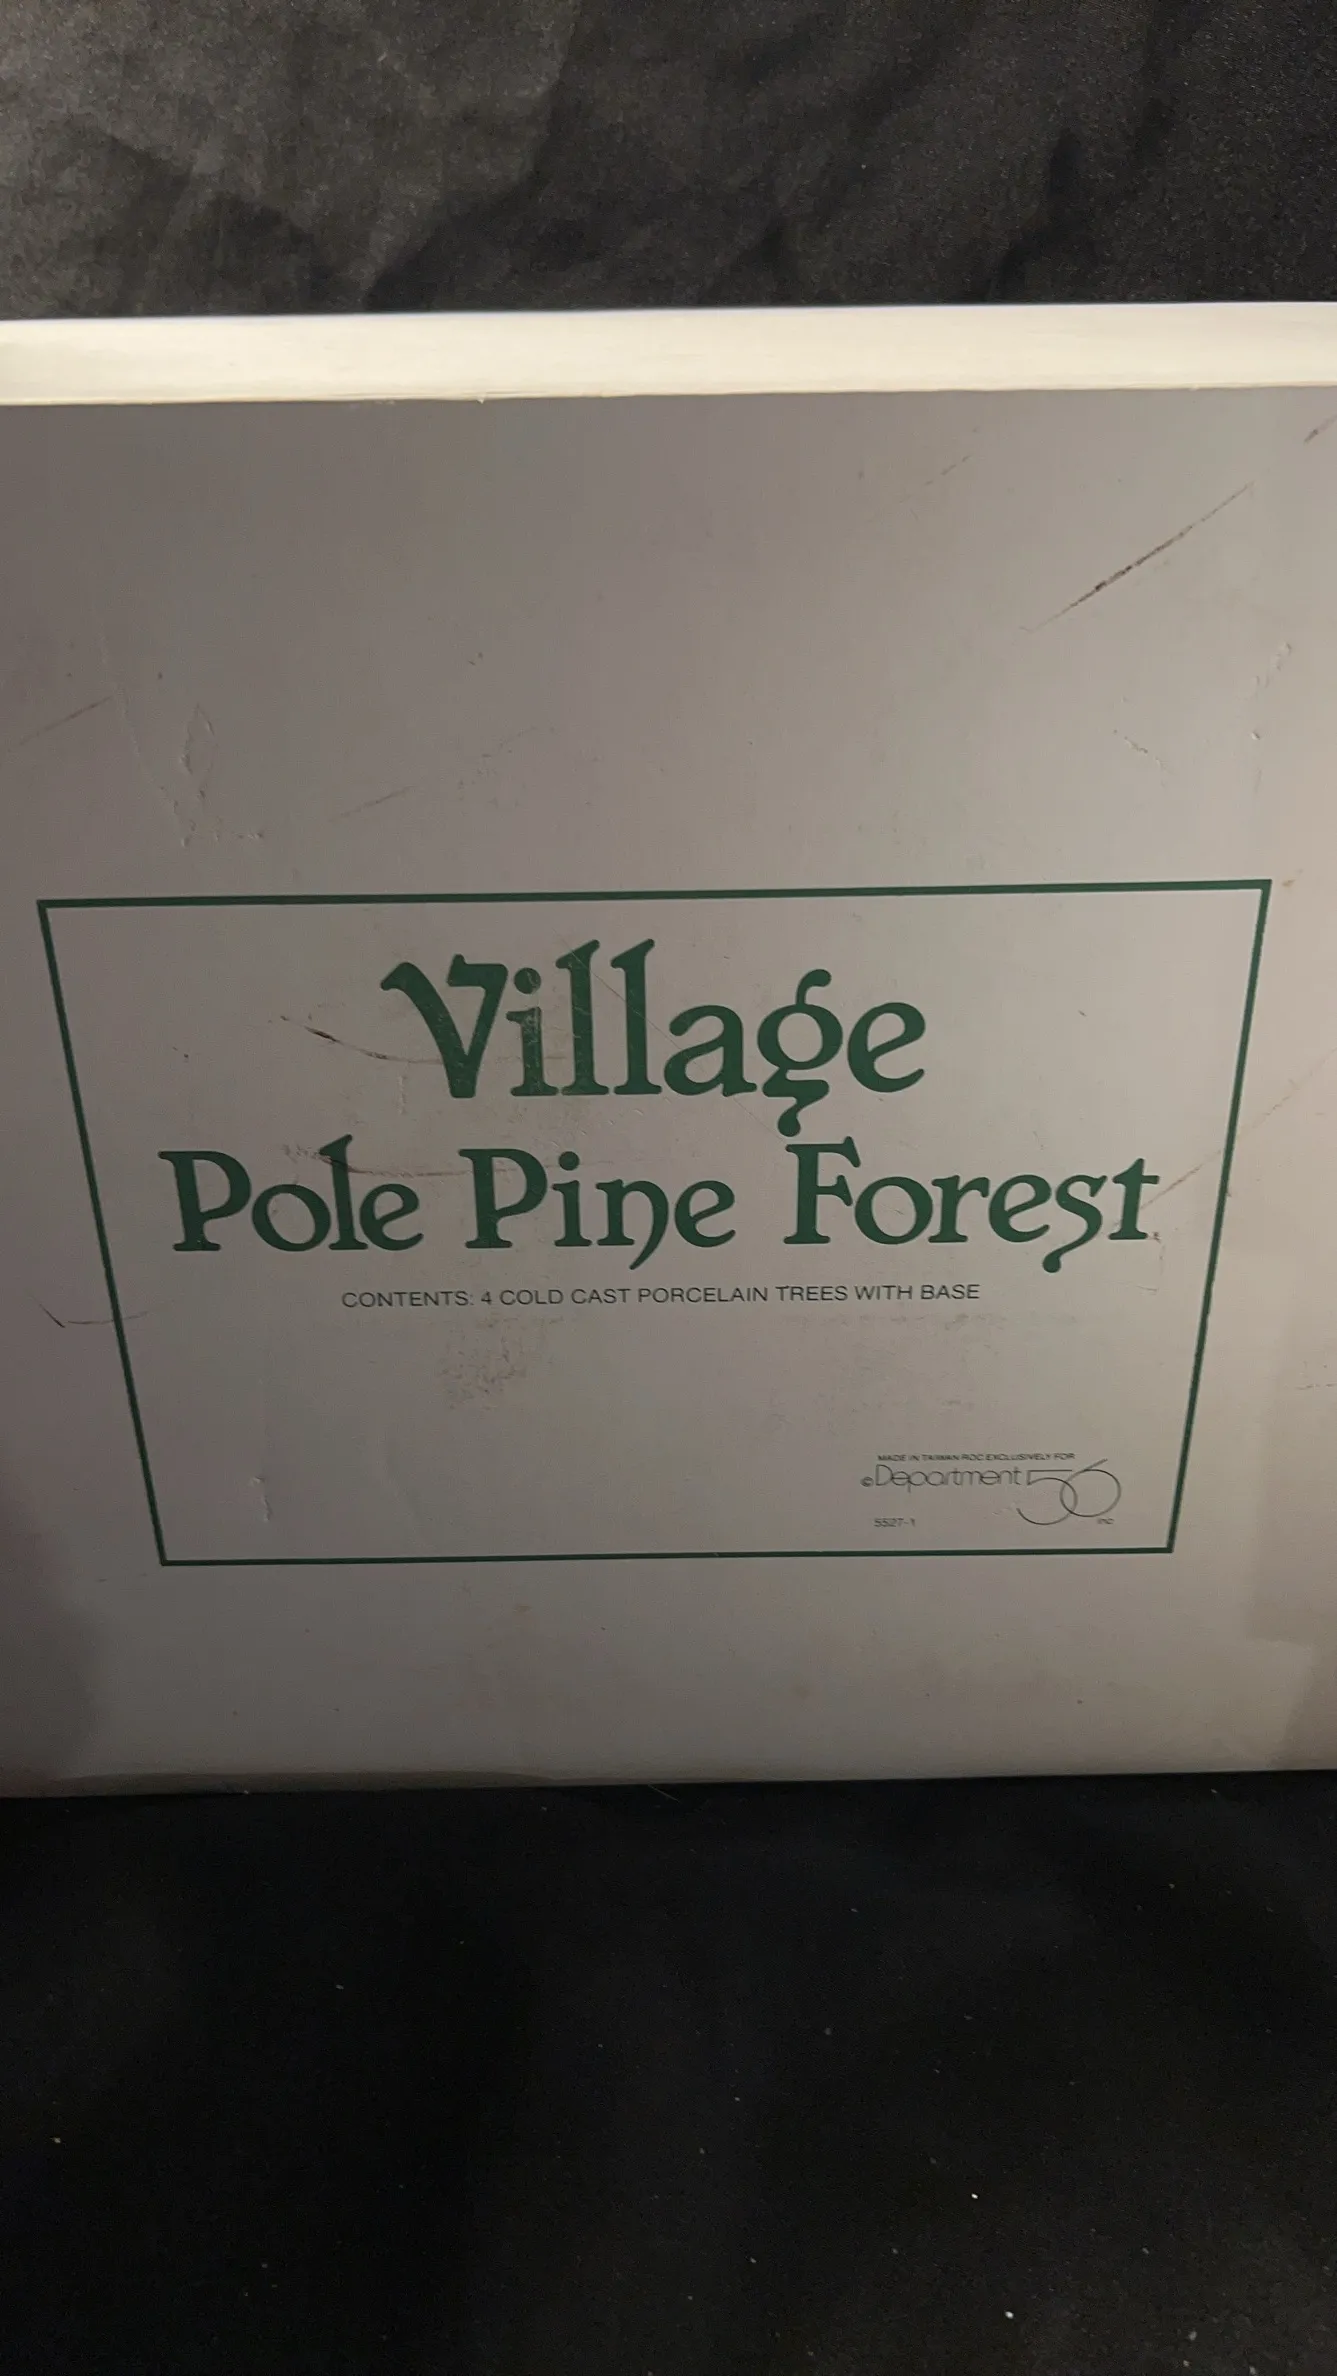 Village
Pole Pine Forest
CONTENTS: 4 COLD CAST PORCELAIN TREES WITH BASE
MADE IN TAIWAN ROC EXCLUSIVELY FOR
©Department 56
5527-1 INC